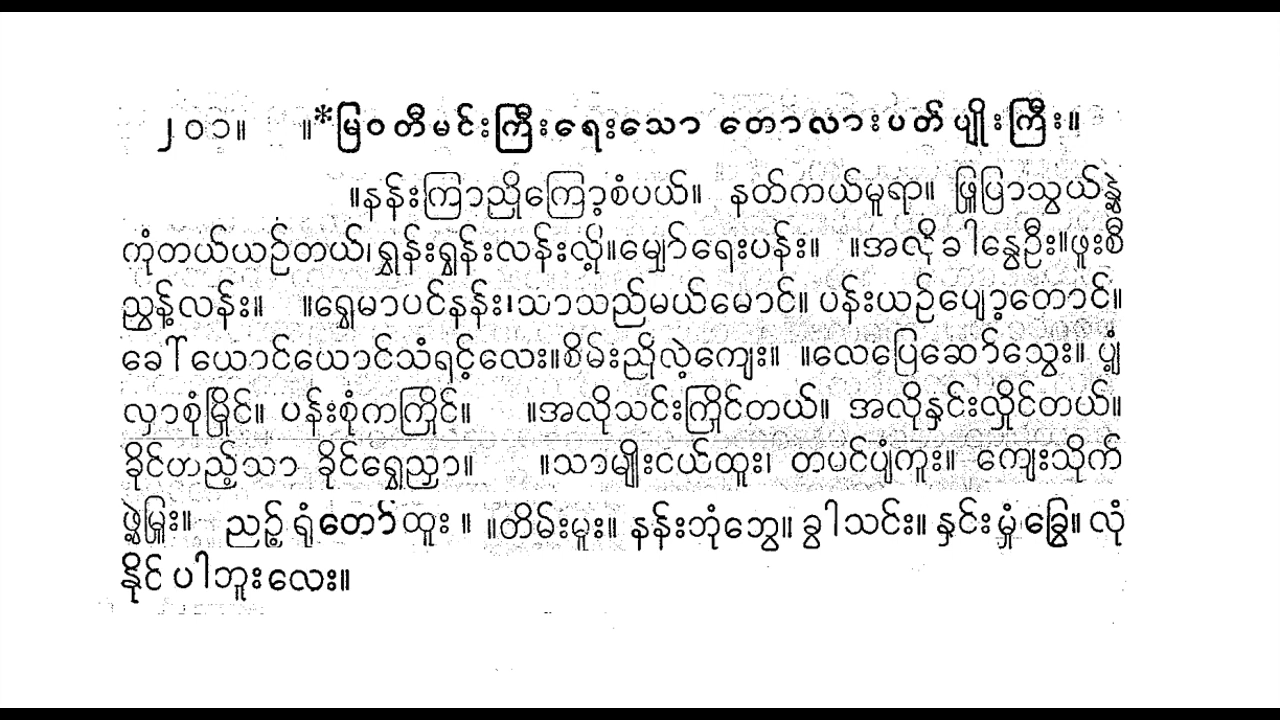 ၂၀၁။ ။*မြဝတီမင်းကြီးရေးသော တောလားပတ်ပျိုးကြီး။
။နန်းကြာညိုကြော့စံပယ်။ နတ်ကယ်မူရာ။ ဖြူပြာသွယ်နွဲ့
ကုံတယ်ယဉ်တယ်၊ရွှန်းရွှန်းလန်းလို့။မျှော်ရေးပန်း။ ။အလိုခါနွေဦး။ဖူးစီ
ညွှန့်လန်း။ ။ရွှေမာပင်နန်း၊သာသည်မယ်မောင်။ ပန်းယဉ်ပျော့တောင်။
ခေါ်ယောင်ယောင်သံရင့်လေး။စိမ်းညိုလဲ့ကျေး။ ။လေပြေဆော်သွေး။ ပျံ့
လှာစုံမြိုင်။ ပန်းစုံကကြိုင်။ ။အလိုသင်းကြိုင်တယ်။ အလိုနှင်းလှိုင်တယ်။
ခိုင်တည့်သာ ခိုင်ရွှေညှာ။ ။သာမျိုးငယ်ထူး၊ တပင်ပျံကူး။ ကျေးသိုက်
ဖွဲ့မြူး။ ညဉ့်ရုံတော်ထူး။ ။တိမ်းမူး။ နန်းဘုံဘွေ။ ခွါသင်း။ နှင်းမှုံခြွေ။ လုံ
နိုင်ပါဘူးလေး။